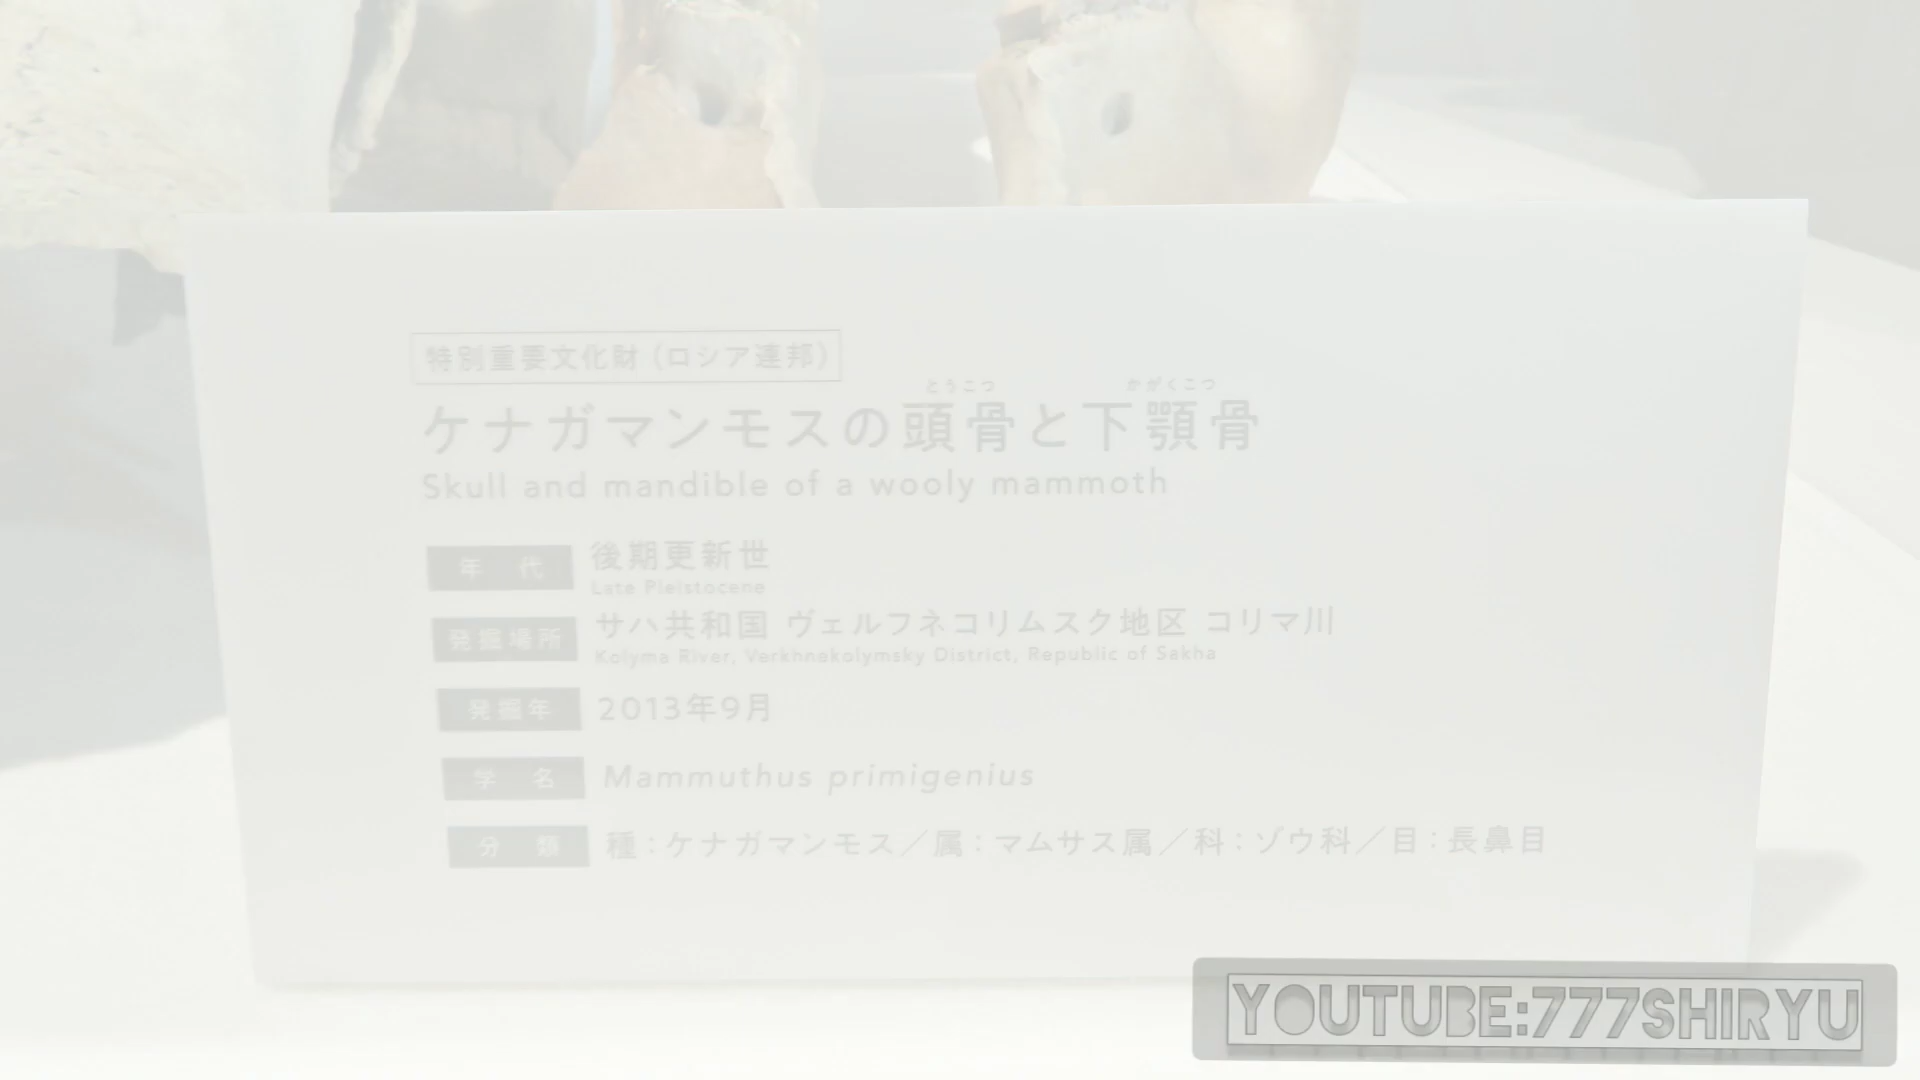 特別重要文化財（ロシア連邦）
とうこつ かがくこつ
ケナガマンモスの頭骨と下顎骨
Skull and mandible of a wooly mammoth
年代 後期更新世
Late Pleistocene
発掘場所 サハ共和国 ヴェルフネコリムスク地区 コリマ川
Kolyma River, Verkhnekolymsky District, Republic of Sakha
発掘年 2013年9月
学名 Mammuthus primigenius
分類 種：ケナガマンモス／属：マムサス属／科：ゾウ科／目：長鼻目
YOUTUBE:777SHIRYU